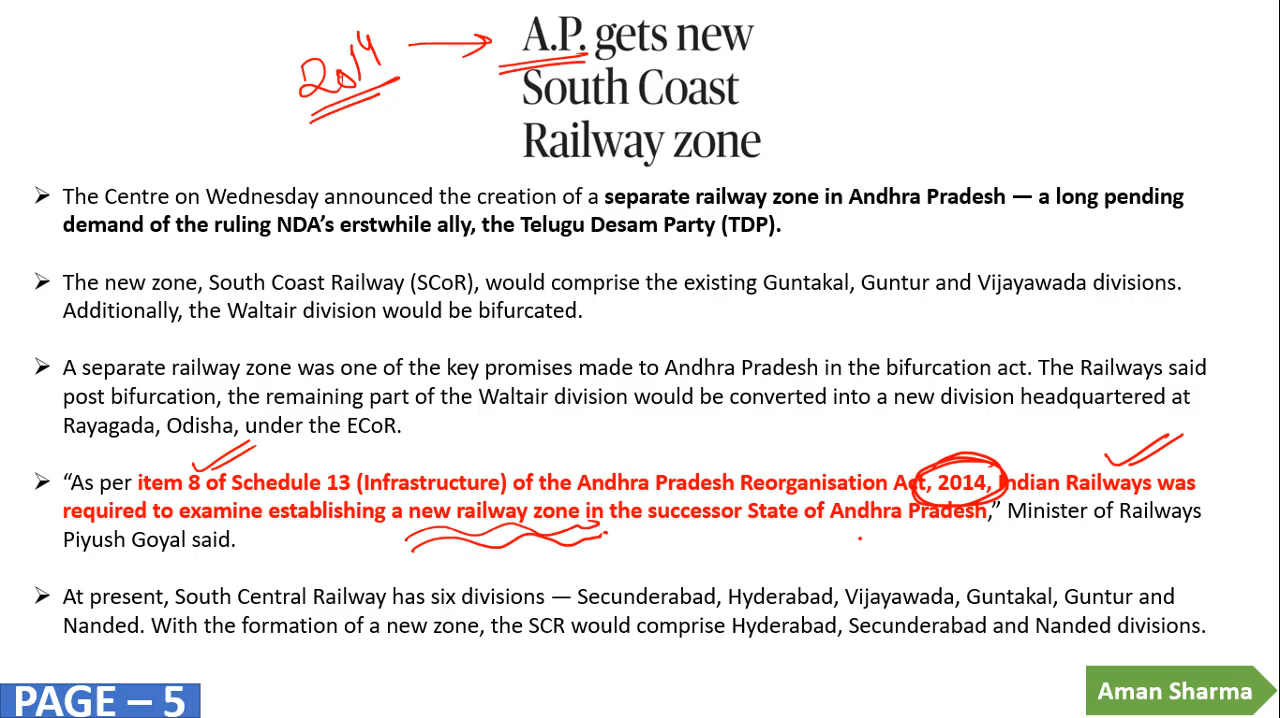 2014
A.P. gets new
South Coast
Railway zone
➢ The Centre on Wednesday announced the creation of a separate railway zone in Andhra Pradesh — a long pending
demand of the ruling NDA’s erstwhile ally, the Telugu Desam Party (TDP).
➢ The new zone, South Coast Railway (SCoR), would comprise the existing Guntakal, Guntur and Vijayawada divisions.
Additionally, the Waltair division would be bifurcated.
➢ A separate railway zone was one of the key promises made to Andhra Pradesh in the bifurcation act. The Railways said
post bifurcation, the remaining part of the Waltair division would be converted into a new division headquartered at
Rayagada, Odisha, under the ECoR.
➢ “As per item 8 of Schedule 13 (Infrastructure) of the Andhra Pradesh Reorganisation Act, 2014, Indian Railways was
required to examine establishing a new railway zone in the successor State of Andhra Pradesh,” Minister of Railways
Piyush Goyal said.
➢ At present, South Central Railway has six divisions — Secunderabad, Hyderabad, Vijayawada, Guntakal, Guntur and
Nanded. With the formation of a new zone, the SCR would comprise Hyderabad, Secunderabad and Nanded divisions.
PAGE – 5
Aman Sharma